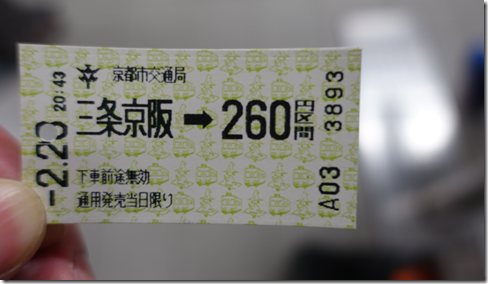 京都市交通局
三条京阪➡260円区間
下車前途無効
通用発売当日限り
-2.23 20:43
A03 3893